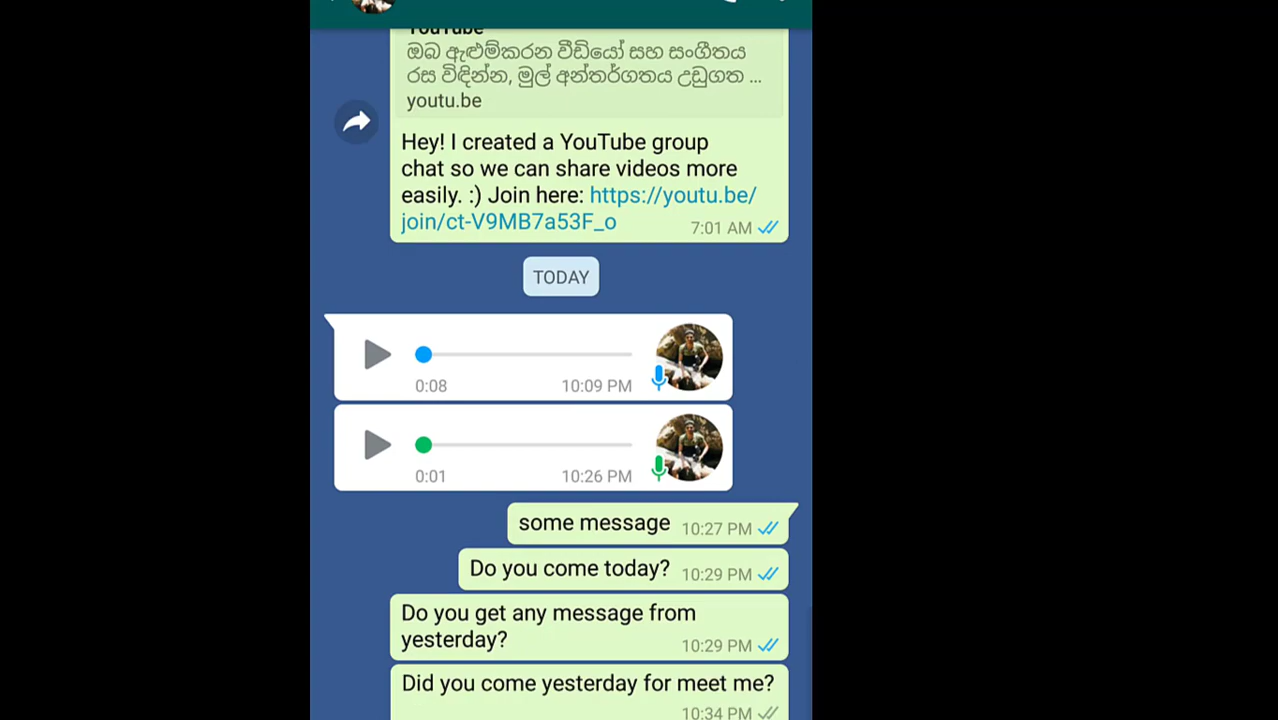 YouTube
ඔබ ඇළුම්කරන වීඩියෝ සහ සංගීතය
රස විඳින්න, මුල් අන්තර්ගතය උඩුගත ...
youtu.be
Hey! I created a YouTube group
chat so we can share videos more
easily. :) Join here: https://youtu.be/
join/ct-V9MB7a53F_o
7:01 AM
TODAY
0:08 10:09 PM
0:01 10:26 PM
some message 10:27 PM
Do you come today? 10:29 PM
Do you get any message from
yesterday?
10:29 PM
Did you come yesterday for meet me?
10:34 PM